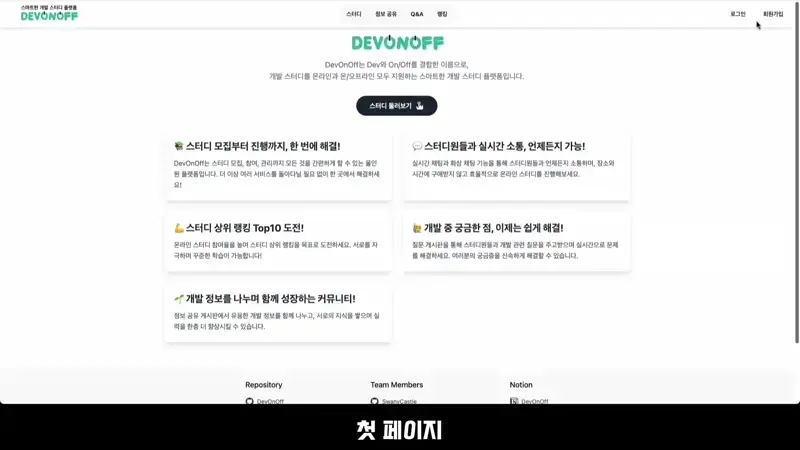 스마트한 개발 스터디 플랫폼
DEVONOFF
스터디 정보 공유 Q&A 랭킹
로그인 회원가입
DEVONOFF
DevOnOff는 Dev와 On/Off를 결합한 이름으로,
개발 스터디를 온라인과 온/오프라인 모두 지원하는 스마트한 개발 스터디 플랫폼입니다.
스터디 둘러보기
스터디 모집부터 진행까지, 한 번에 해결!
DevOnOff는 스터디 모집, 참여, 관리까지 모든 것을 간편하게 할 수 있는 올인
원 플랫폼입니다. 더 이상 여러 서비스를 돌아다닐 필요 없이 한 곳에서 해결하세
요!
스터디원들과 실시간 소통, 언제든지 가능!
실시간 채팅과 화상 채팅 기능을 통해 스터디원들과 언제든지 소통하며, 장소와
시간에 구애받지 않고 효율적으로 온라인 스터디를 진행해보세요.
스터디 상위 랭킹 Top10 도전!
온라인 스터디 참여율을 높여 스터디 상위 랭킹을 목표로 도전하세요. 서로를 자
극하며 꾸준한 학습이 가능합니다!
개발 중 궁금한 점, 이제는 쉽게 해결!
질문 게시판을 통해 스터디원들과 개발 관련 질문을 주고받으며 실시간으로 문제
를 해결하세요. 여러분의 궁금증을 신속하게 해결할 수 있습니다.
개발 정보를 나누며 함께 성장하는 커뮤니티!
정보 공유 게시판에서 유용한 개발 정보를 함께 나누고, 서로의 지식을 쌓으며 실
력을 한층 더 향상시킬 수 있습니다.
Repository Team Members Notion
DevOnOff SwanyCastle DevOnOff
첫 페이지